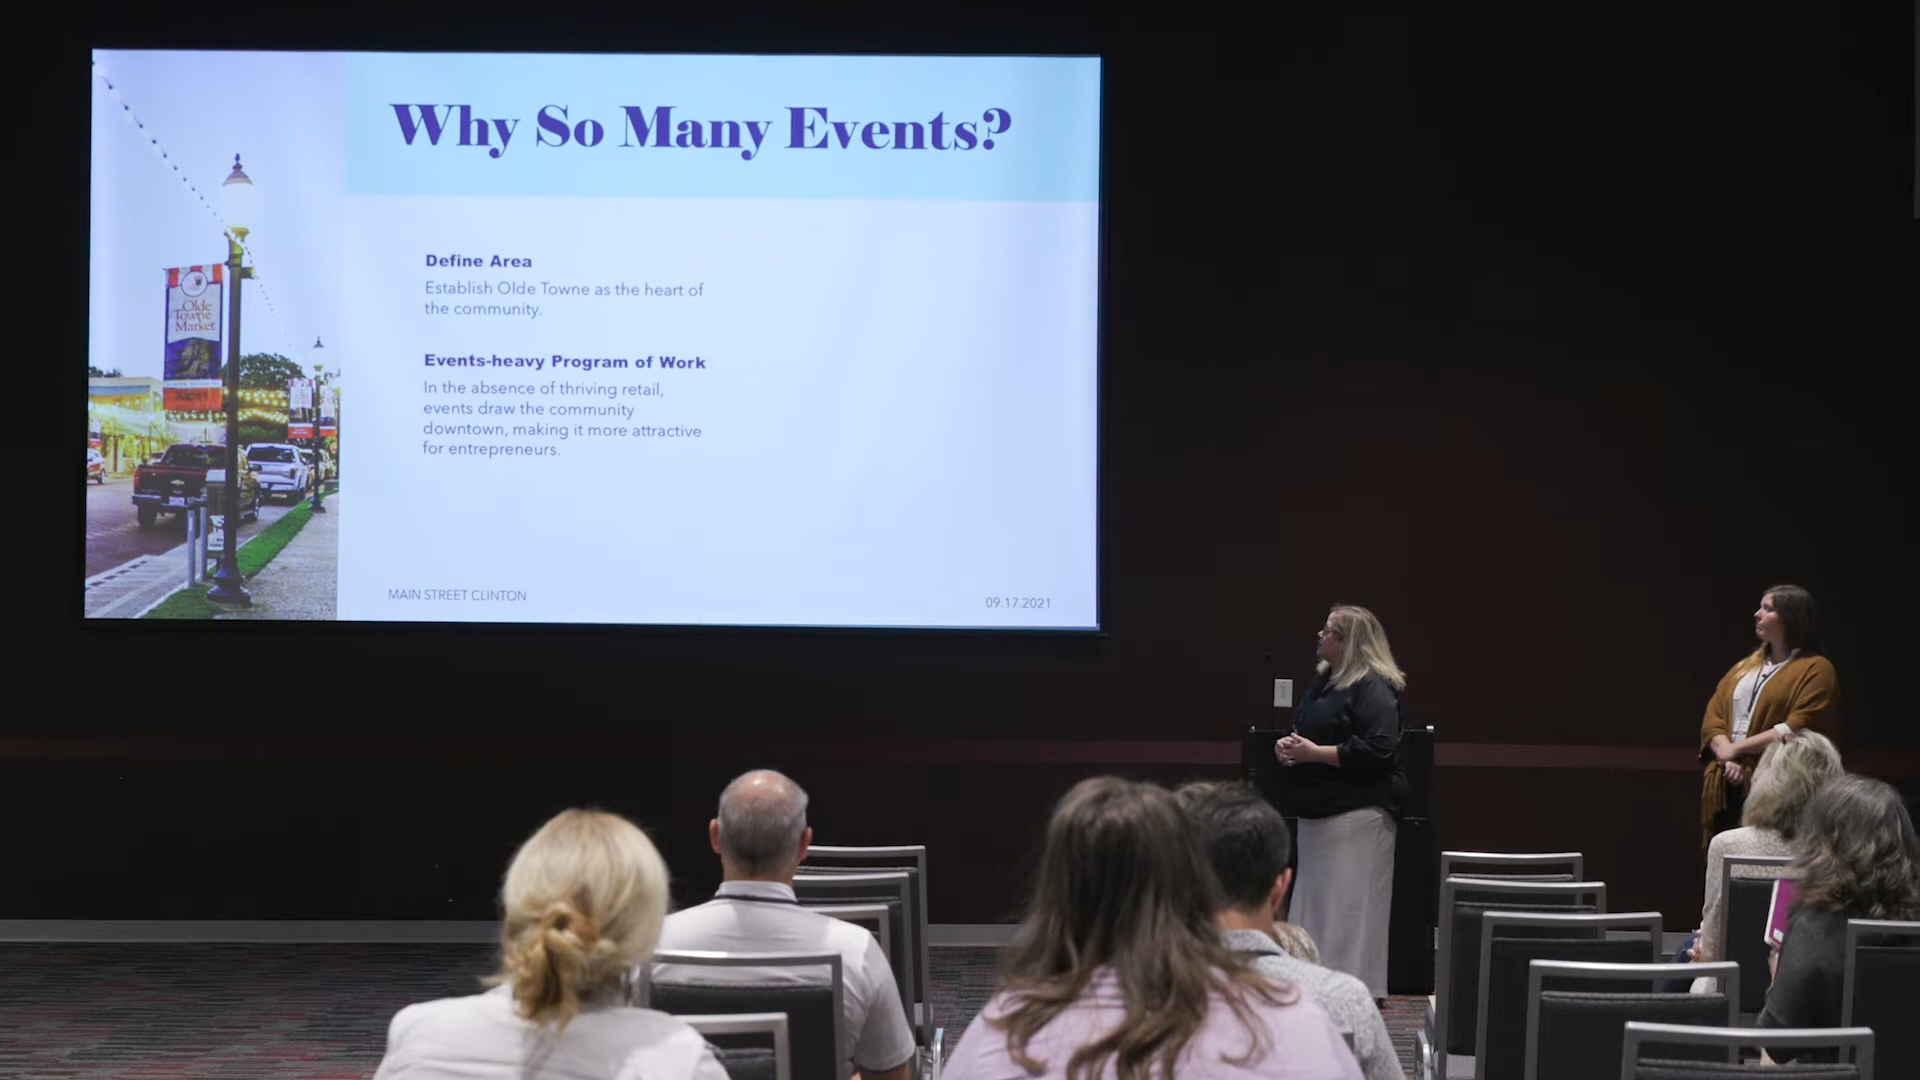 Why So Many Events?
Define Area
Establish Olde Towne as the heart of
the community.
Events-heavy Program of Work
In the absence of thriving retail,
events draw the community
downtown, making it more attractive
for entrepreneurs.
MAIN STREET CLINTON
09.17.2021
Olde
Towne
Market